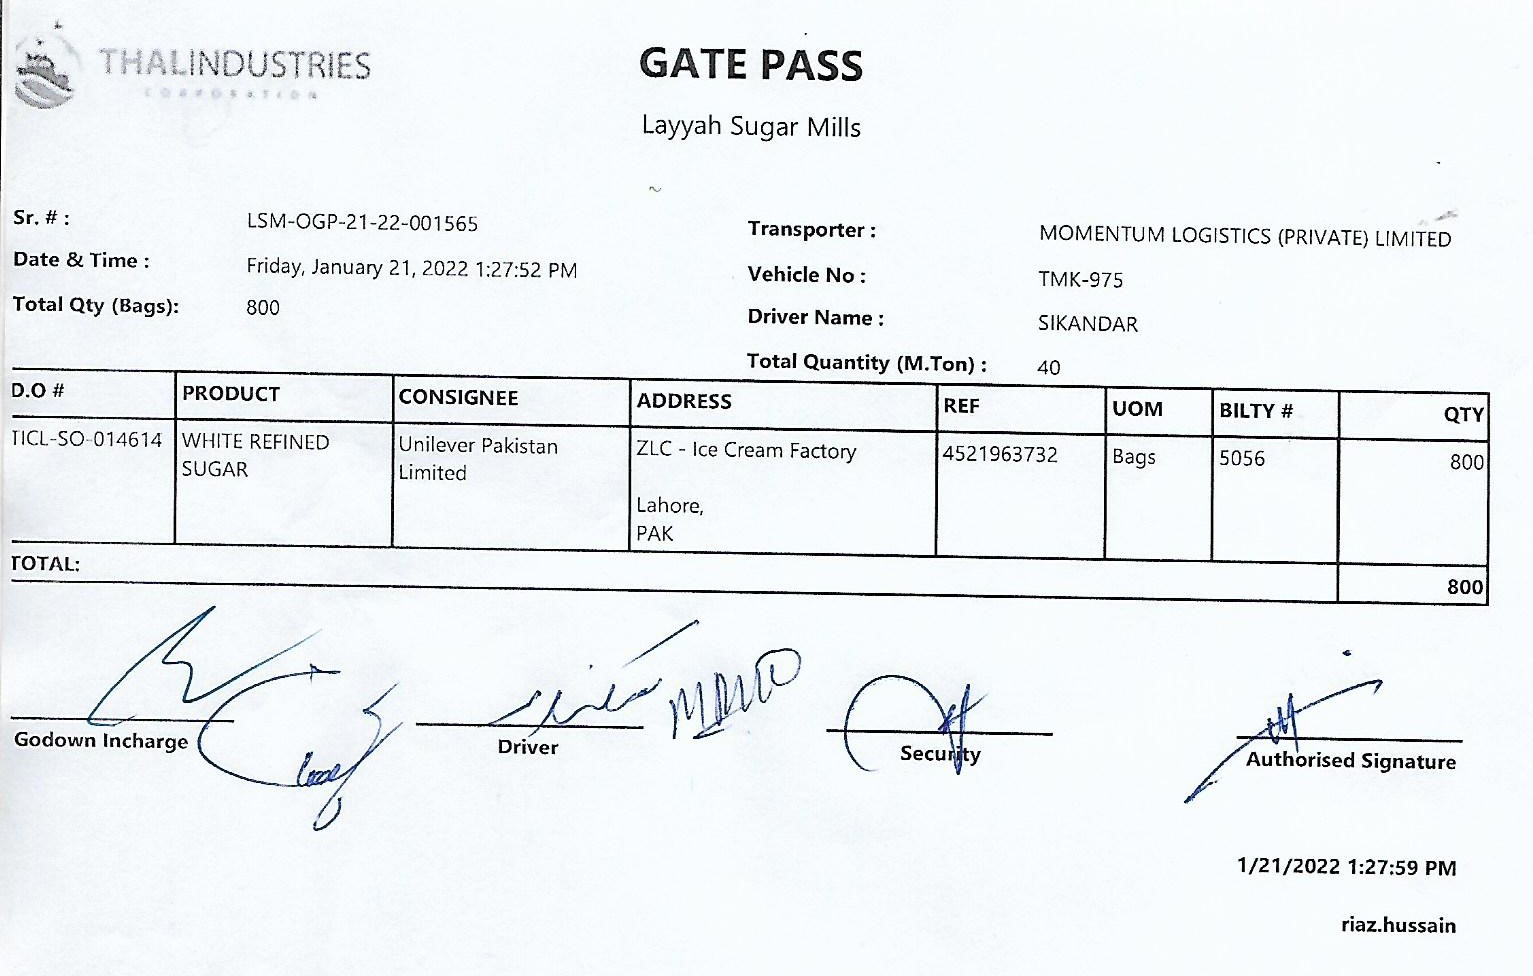 THALINDUSTRIES
CORPORATION
GATE PASS
Layyah Sugar Mills
Sr. # : LSM-OGP-21-22-001565
Date & Time : Friday, January 21, 2022 1:27:52 PM
Total Qty (Bags): 800
Transporter : MOMENTUM LOGISTICS (PRIVATE) LIMITED
Vehicle No : TMK-975
Driver Name : SIKANDAR
Total Quantity (M.Ton) : 40
D.O # PRODUCT CONSIGNEE ADDRESS REF UOM BILTY # QTY
TICL-SO-014614 WHITE REFINED Unilever Pakistan ZLC - Ice Cream Factory 4521963732 Bags 5056 800
SUGAR Limited
Lahore,
PAK
TOTAL: 800
Godown Incharge Driver Security Authorised Signature
1/21/2022 1:27:59 PM
riaz.hussain